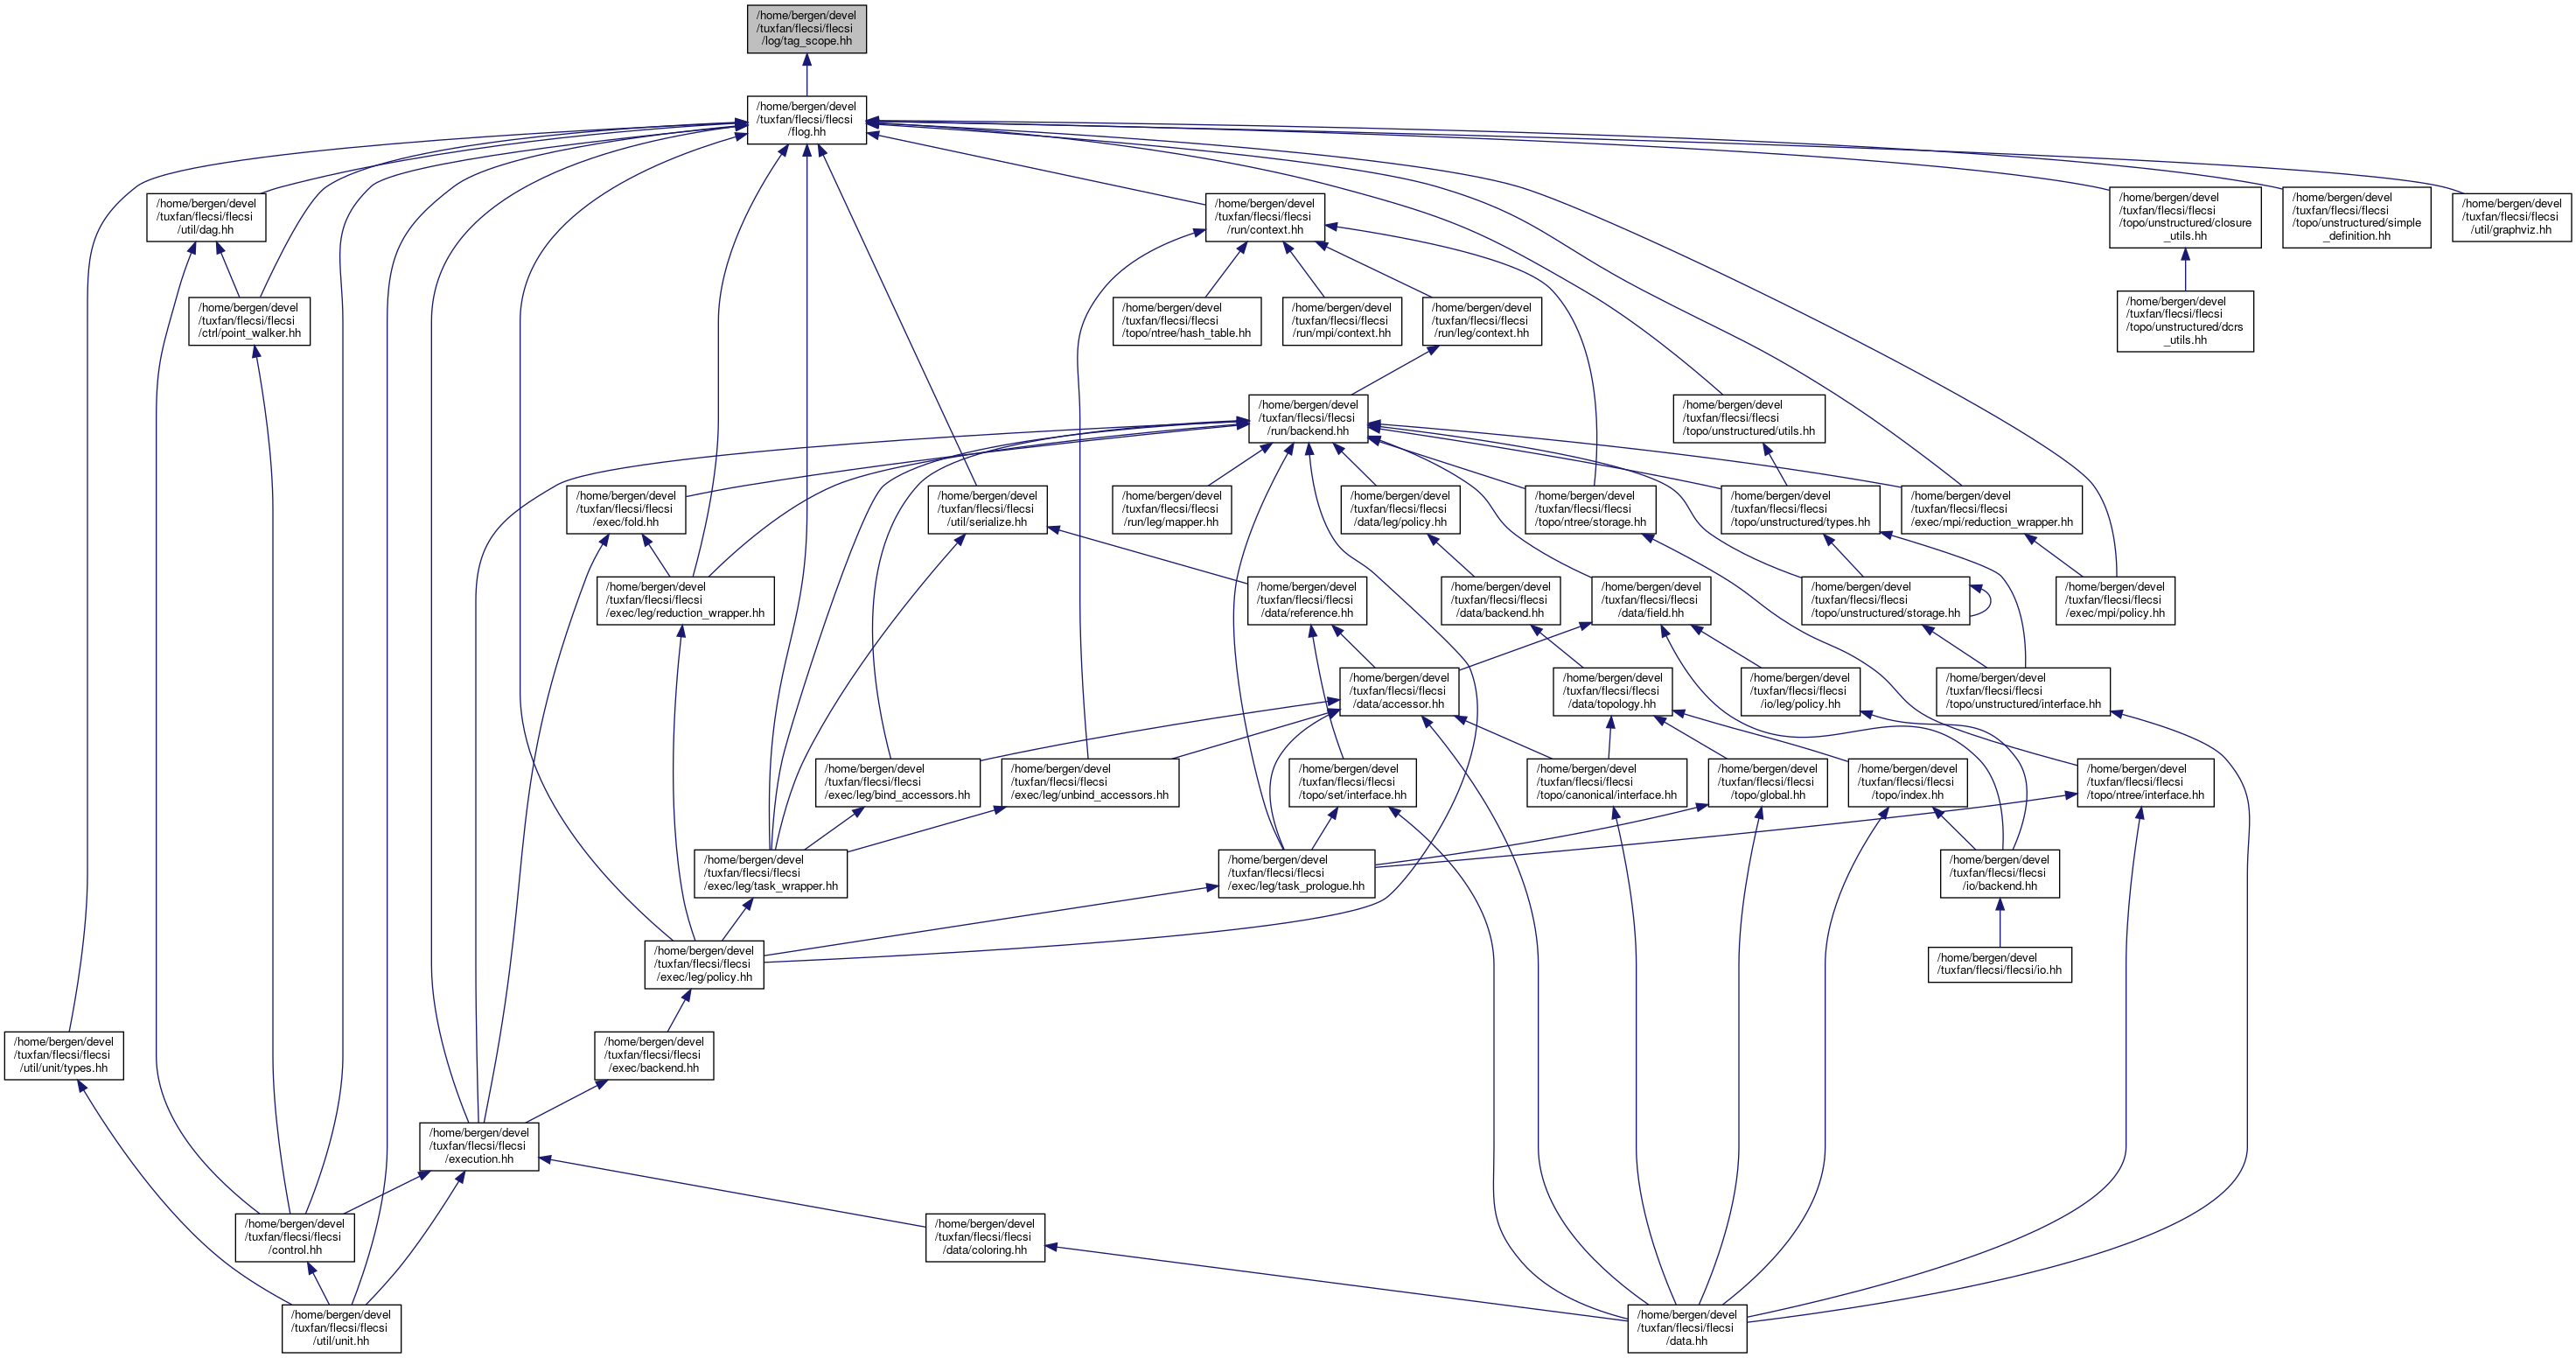 /home/bergen/devel
/tuxfan/flecsi/flecsi
/log/tag_scope.hh
/home/bergen/devel
/tuxfan/flecsi/flecsi
/flog.hh
/home/bergen/devel
/tuxfan/flecsi/flecsi
/util/dag.hh
/home/bergen/devel
/tuxfan/flecsi/flecsi
/run/context.hh
/home/bergen/devel
/tuxfan/flecsi/flecsi
/topo/unstructured/closure
_utils.hh
/home/bergen/devel
/tuxfan/flecsi/flecsi
/topo/unstructured/simple
_definition.hh
/home/bergen/devel
/tuxfan/flecsi/flecsi
/util/graphviz.hh
/home/bergen/devel
/tuxfan/flecsi/flecsi
/ctrl/point_walker.hh
/home/bergen/devel
/tuxfan/flecsi/flecsi
/topo/ntree/hash_table.hh
/home/bergen/devel
/tuxfan/flecsi/flecsi
/run/mpi/context.hh
/home/bergen/devel
/tuxfan/flecsi/flecsi
/run/leg/context.hh
/home/bergen/devel
/tuxfan/flecsi/flecsi
/topo/unstructured/dcrs
_utils.hh
/home/bergen/devel
/tuxfan/flecsi/flecsi
/run/backend.hh
/home/bergen/devel
/tuxfan/flecsi/flecsi
/topo/unstructured/utils.hh
/home/bergen/devel
/tuxfan/flecsi/flecsi
/exec/fold.hh
/home/bergen/devel
/tuxfan/flecsi/flecsi
/util/serialize.hh
/home/bergen/devel
/tuxfan/flecsi/flecsi
/run/leg/mapper.hh
/home/bergen/devel
/tuxfan/flecsi/flecsi
/data/leg/policy.hh
/home/bergen/devel
/tuxfan/flecsi/flecsi
/topo/ntree/storage.hh
/home/bergen/devel
/tuxfan/flecsi/flecsi
/topo/unstructured/types.hh
/home/bergen/devel
/tuxfan/flecsi/flecsi
/exec/mpi/reduction_wrapper.hh
/home/bergen/devel
/tuxfan/flecsi/flecsi
/exec/leg/reduction_wrapper.hh
/home/bergen/devel
/tuxfan/flecsi/flecsi
/data/reference.hh
/home/bergen/devel
/tuxfan/flecsi/flecsi
/data/backend.hh
/home/bergen/devel
/tuxfan/flecsi/flecsi
/data/field.hh
/home/bergen/devel
/tuxfan/flecsi/flecsi
/topo/unstructured/storage.hh
/home/bergen/devel
/tuxfan/flecsi/flecsi
/exec/mpi/policy.hh
/home/bergen/devel
/tuxfan/flecsi/flecsi
/data/accessor.hh
/home/bergen/devel
/tuxfan/flecsi/flecsi
/data/topology.hh
/home/bergen/devel
/tuxfan/flecsi/flecsi
/io/leg/policy.hh
/home/bergen/devel
/tuxfan/flecsi/flecsi
/topo/unstructured/interface.hh
/home/bergen/devel
/tuxfan/flecsi/flecsi
/exec/leg/bind_accessors.hh
/home/bergen/devel
/tuxfan/flecsi/flecsi
/exec/leg/unbind_accessors.hh
/home/bergen/devel
/tuxfan/flecsi/flecsi
/topo/set/interface.hh
/home/bergen/devel
/tuxfan/flecsi/flecsi
/topo/canonical/interface.hh
/home/bergen/devel
/tuxfan/flecsi/flecsi
/topo/global.hh
/home/bergen/devel
/tuxfan/flecsi/flecsi
/topo/index.hh
/home/bergen/devel
/tuxfan/flecsi/flecsi
/topo/ntree/interface.hh
/home/bergen/devel
/tuxfan/flecsi/flecsi
/exec/leg/task_wrapper.hh
/home/bergen/devel
/tuxfan/flecsi/flecsi
/exec/leg/task_prologue.hh
/home/bergen/devel
/tuxfan/flecsi/flecsi
/io/backend.hh
/home/bergen/devel
/tuxfan/flecsi/flecsi
/exec/leg/policy.hh
/home/bergen/devel
/tuxfan/flecsi/flecsi/io.hh
/home/bergen/devel
/tuxfan/flecsi/flecsi
/util/unit/types.hh
/home/bergen/devel
/tuxfan/flecsi/flecsi
/exec/backend.hh
/home/bergen/devel
/tuxfan/flecsi/flecsi
/execution.hh
/home/bergen/devel
/tuxfan/flecsi/flecsi
/control.hh
/home/bergen/devel
/tuxfan/flecsi/flecsi
/data/coloring.hh
/home/bergen/devel
/tuxfan/flecsi/flecsi
/util/unit.hh
/home/bergen/devel
/tuxfan/flecsi/flecsi
/data.hh